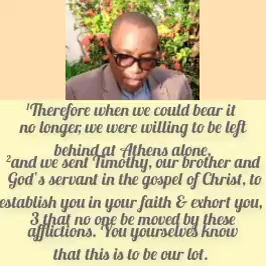 ¹Therefore when we could bear it
no longer, we were willing to be left
behind at Athens alone,
²and we sent Timothy, our brother and
God's servant in the gospel of Christ, to
establish you in your faith & exhort you,
3 that no one be moved by these
afflictions. You yourselves know
that this is to be our lot.